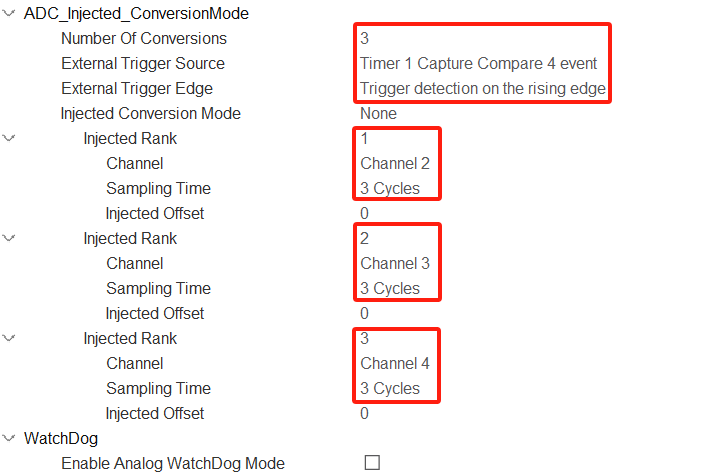 ADC_Injected_ConversionMode
Number Of Conversions 3
External Trigger Source Timer 1 Capture Compare 4 event
External Trigger Edge Trigger detection on the rising edge
Injected Conversion Mode None
Injected Rank 1
Channel Channel 2
Sampling Time 3 Cycles
Injected Offset 0
Injected Rank 2
Channel Channel 3
Sampling Time 3 Cycles
Injected Offset 0
Injected Rank 3
Channel Channel 4
Sampling Time 3 Cycles
Injected Offset 0
WatchDog
Enable Analog WatchDog Mode